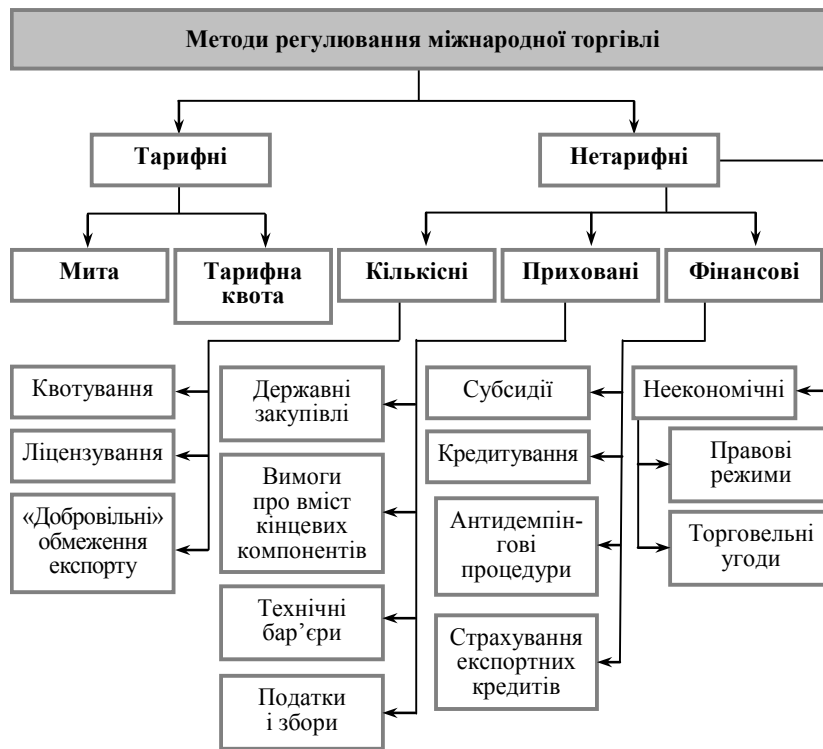 Методи регулювання міжнародної торгівлі
Тарифні
Нетарифні
Мита
Тарифна
квота
Кількісні
Приховані
Фінансові
Квотування
Ліцензування
«Добровільні»
обмеження
експорту
Державні
закупівлі
Вимоги
про вміст
кінцевих
компонентів
Технічні
бар’єри
Податки
і збори
Субсидії
Кредитування
Антидемпін-
гові
процедури
Страхування
експортних
кредитів
Неекономічні
Правові
режими
Торговельні
угоди